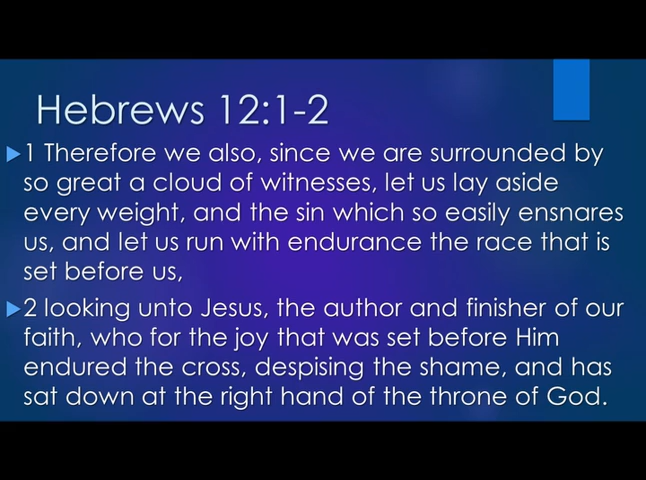 Hebrews 12:1-2
1 Therefore we also, since we are surrounded by
so great a cloud of witnesses, let us lay aside
every weight, and the sin which so easily ensnares
us, and let us run with endurance the race that is
set before us,
2 looking unto Jesus, the author and finisher of our
faith, who for the joy that was set before Him
endured the cross, despising the shame, and has
sat down at the right hand of the throne of God.